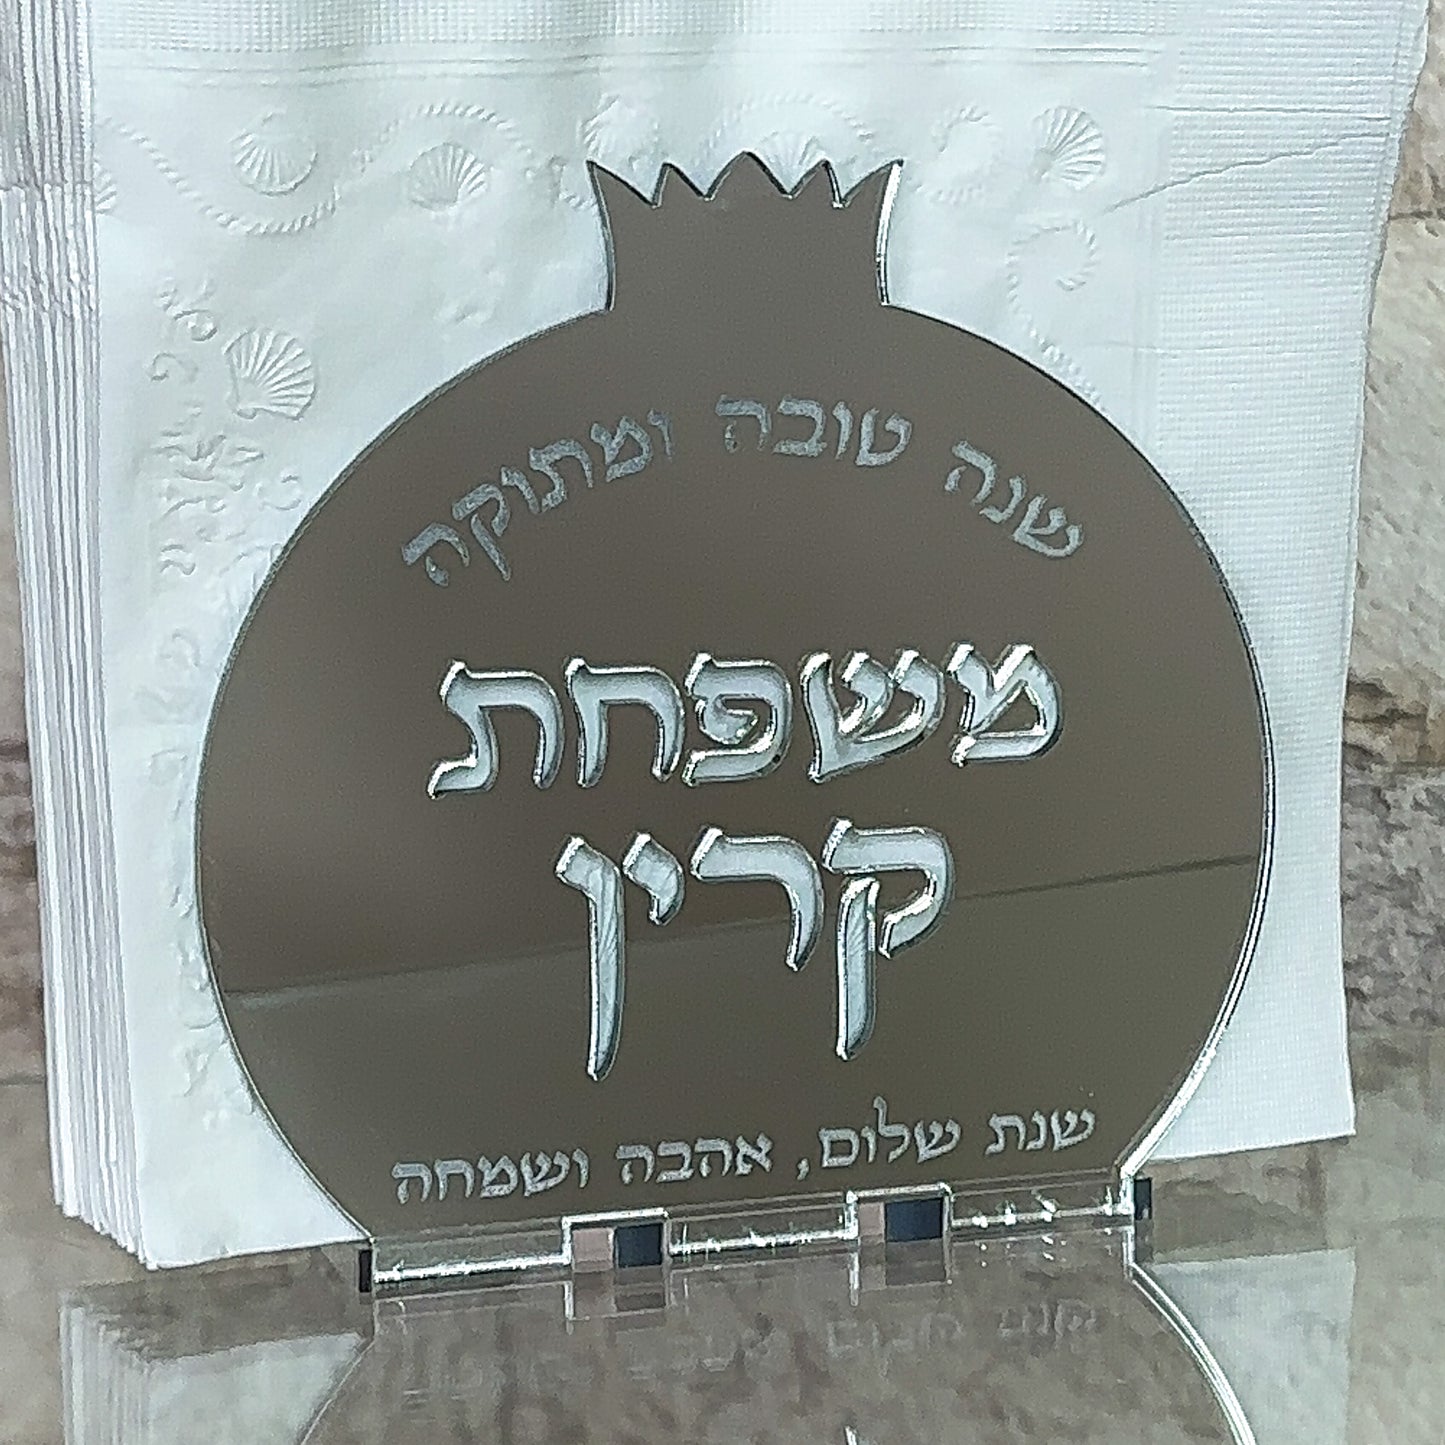 שנה טובה ומתוקה
משפחת
קרין
שנת שלום, אהבה ושמחה